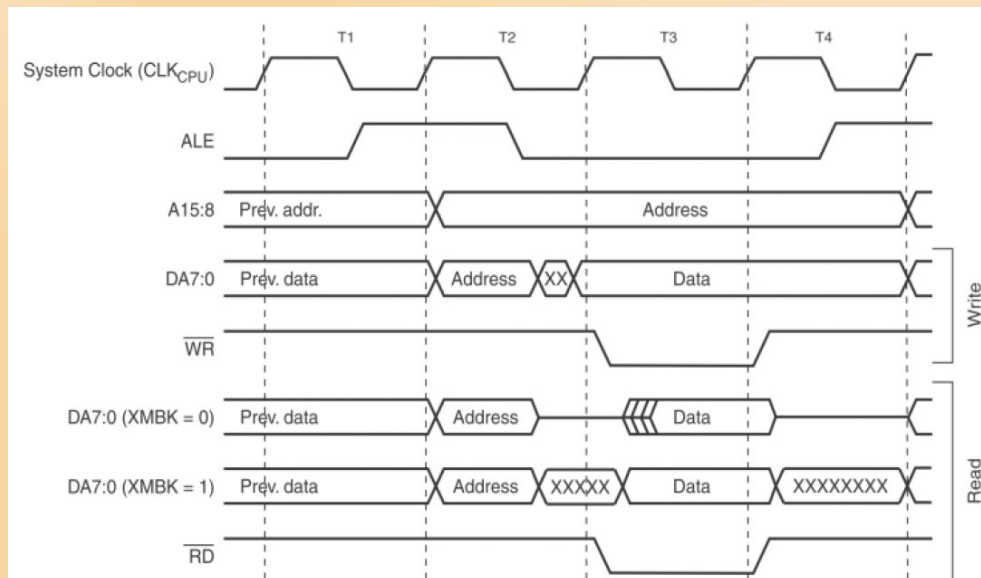 T1 T2 T3 T4
System Clock (CLKCPU)
ALE
A15:8 Prev. addr. Address
DA7:0 Prev. data Address XX Data
WR
Write
DA7:0 (XMBK = 0) Prev. data Address Data
DA7:0 (XMBK = 1) Prev. data Address XXXXX Data XXXXXXXX
RD
Read